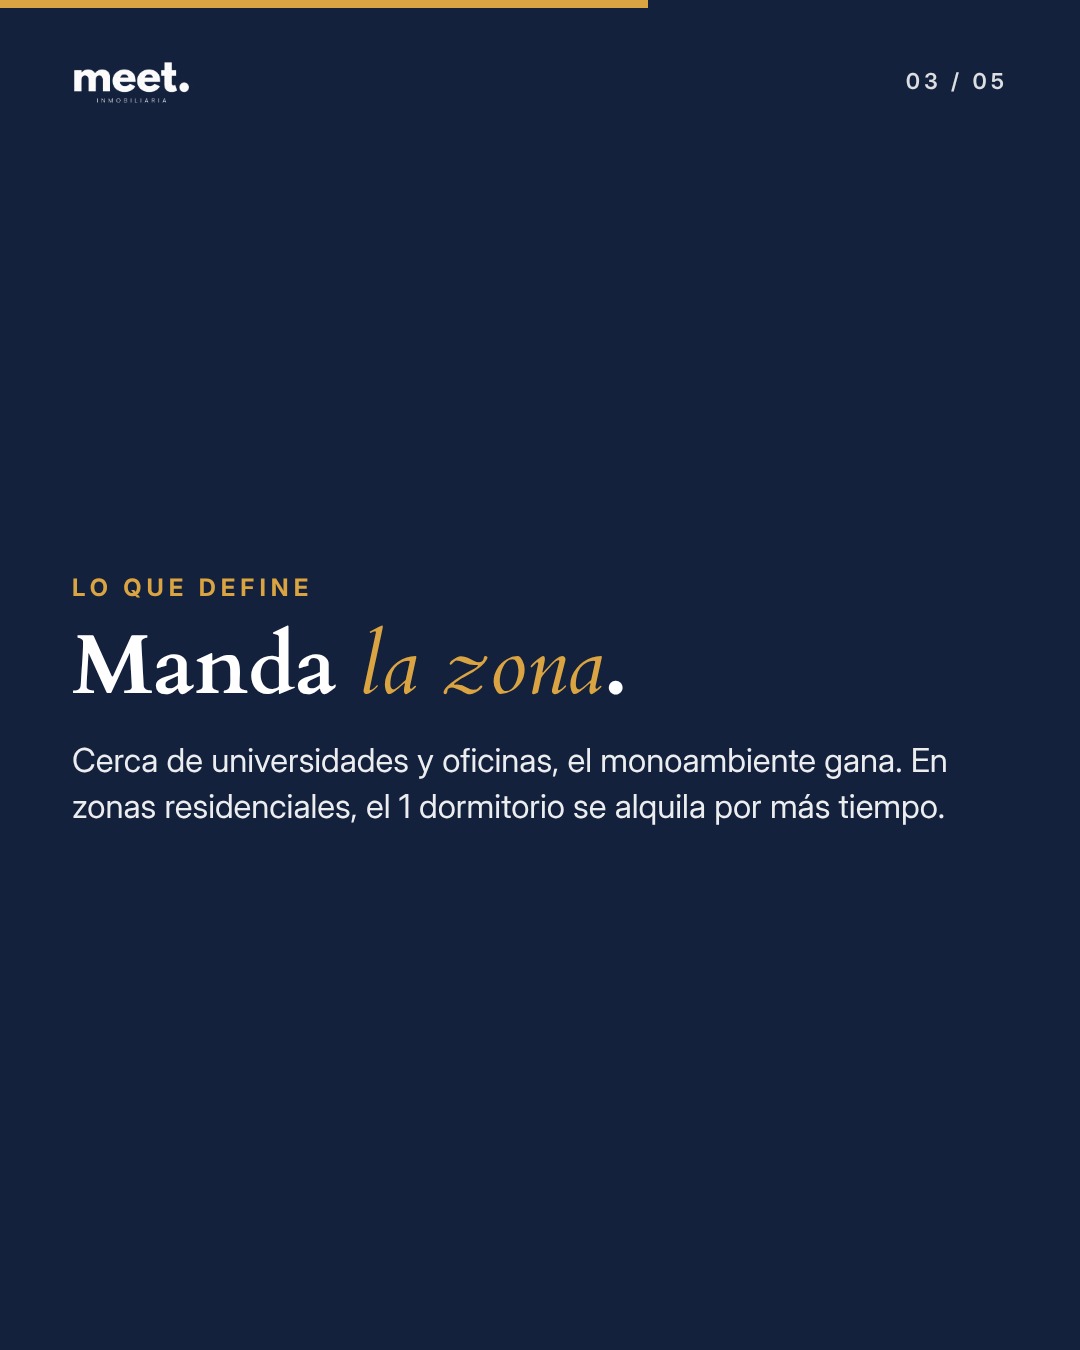 meet.
INMOBILIARIA
03 / 05
LO QUE DEFINE
Manda la zona.
Cerca de universidades y oficinas, el monoambiente gana. En
zonas residenciales, el 1 dormitorio se alquila por más tiempo.